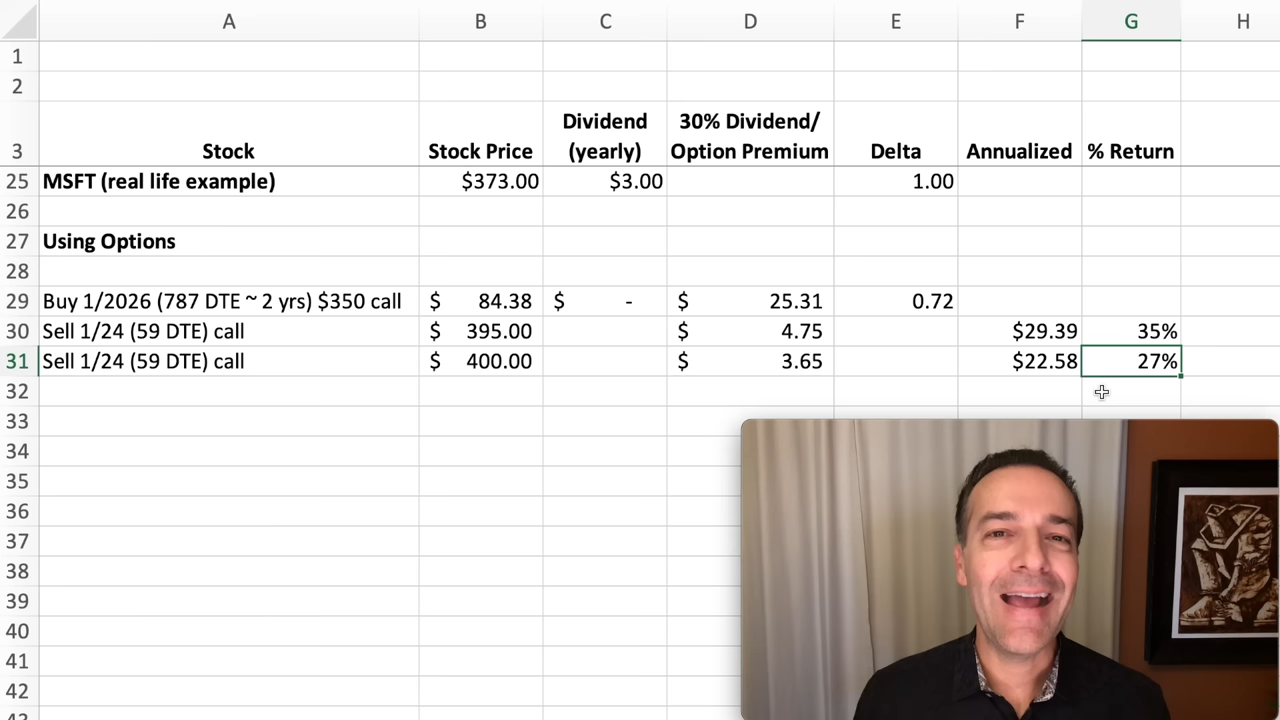 A B C D E F G H
1
2
3 Stock Stock Price Dividend (yearly) 30% Dividend/ Option Premium Delta Annualized % Return
25 MSFT (real life example) $373.00 $3.00 1.00
26
27 Using Options
28
29 Buy 1/2026 (787 DTE ~ 2 yrs) $350 call $ 84.38 $ - $ 25.31 0.72
30 Sell 1/24 (59 DTE) call $ 395.00 $ 4.75 $29.39 35%
31 Sell 1/24 (59 DTE) call $ 400.00 $ 3.65 $22.58 27%
32
33
34
35
36
37
38
39
40
41
42